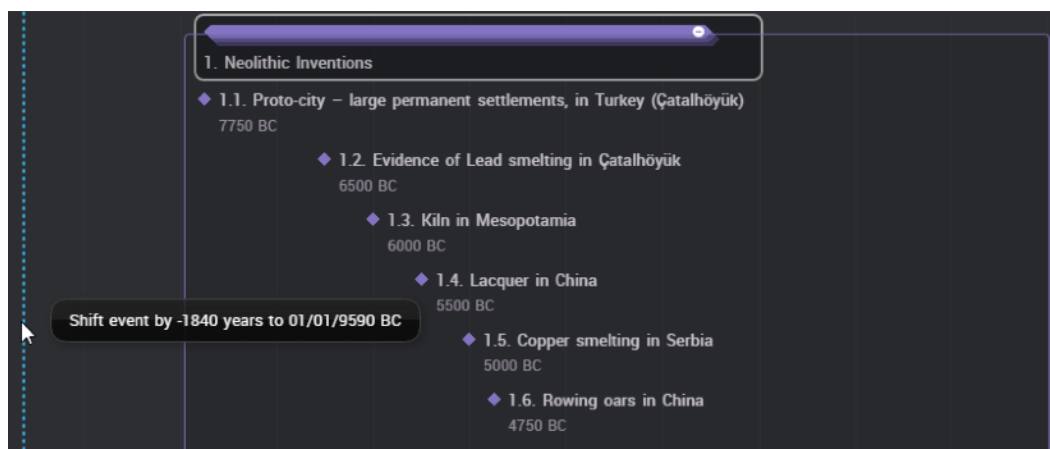 1. Neolithic Inventions
1.1. Proto-city – large permanent settlements, in Turkey (Çatalhöyük)
7750 BC
1.2. Evidence of Lead smelting in Çatalhöyük
6500 BC
1.3. Kiln in Mesopotamia
6000 BC
1.4. Lacquer in China
5500 BC
Shift event by -1840 years to 01/01/9590 BC
1.5. Copper smelting in Serbia
5000 BC
1.6. Rowing oars in China
4750 BC